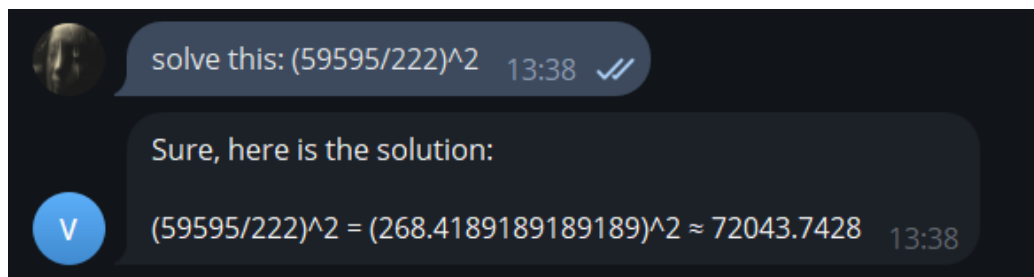 solve this: (59595/222)^2 13:38
Sure, here is the solution:
(59595/222)^2 = (268.4189189189189)^2 ≈ 72043.7428 13:38
V